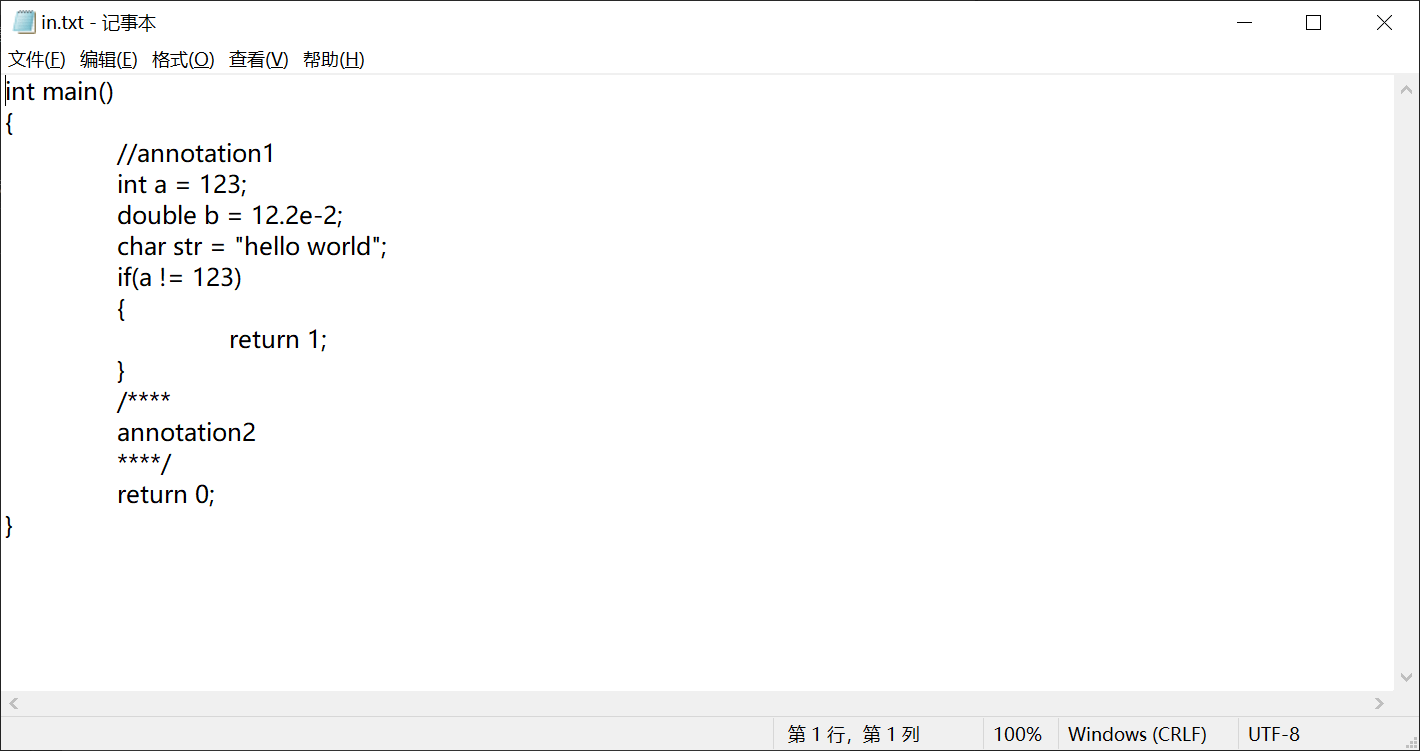 in.txt - 记事本
文件(F) 编辑(E) 格式(O) 查看(V) 帮助(H)
int main()
{
//annotation1
int a = 123;
double b = 12.2e-2;
char str = "hello world";
if(a != 123)
{
return 1;
}
/****
annotation2
****/
return 0;
}
第 1 行，第 1 列 100% Windows (CRLF) UTF-8